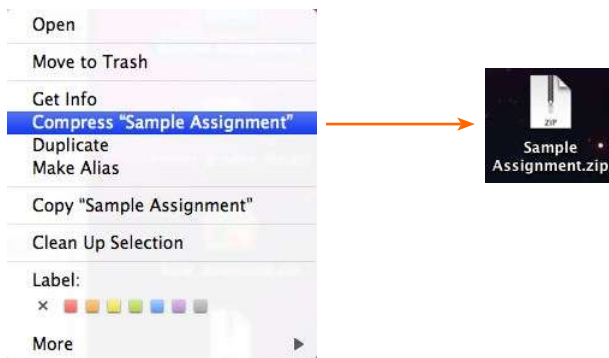 Open
Move to Trash
Get Info
Compress “Sample Assignment”
Duplicate
Make Alias
Copy "Sample Assignment"
Clean Up Selection
Label:
×
More
ZIP
Sample
Assignment.zip